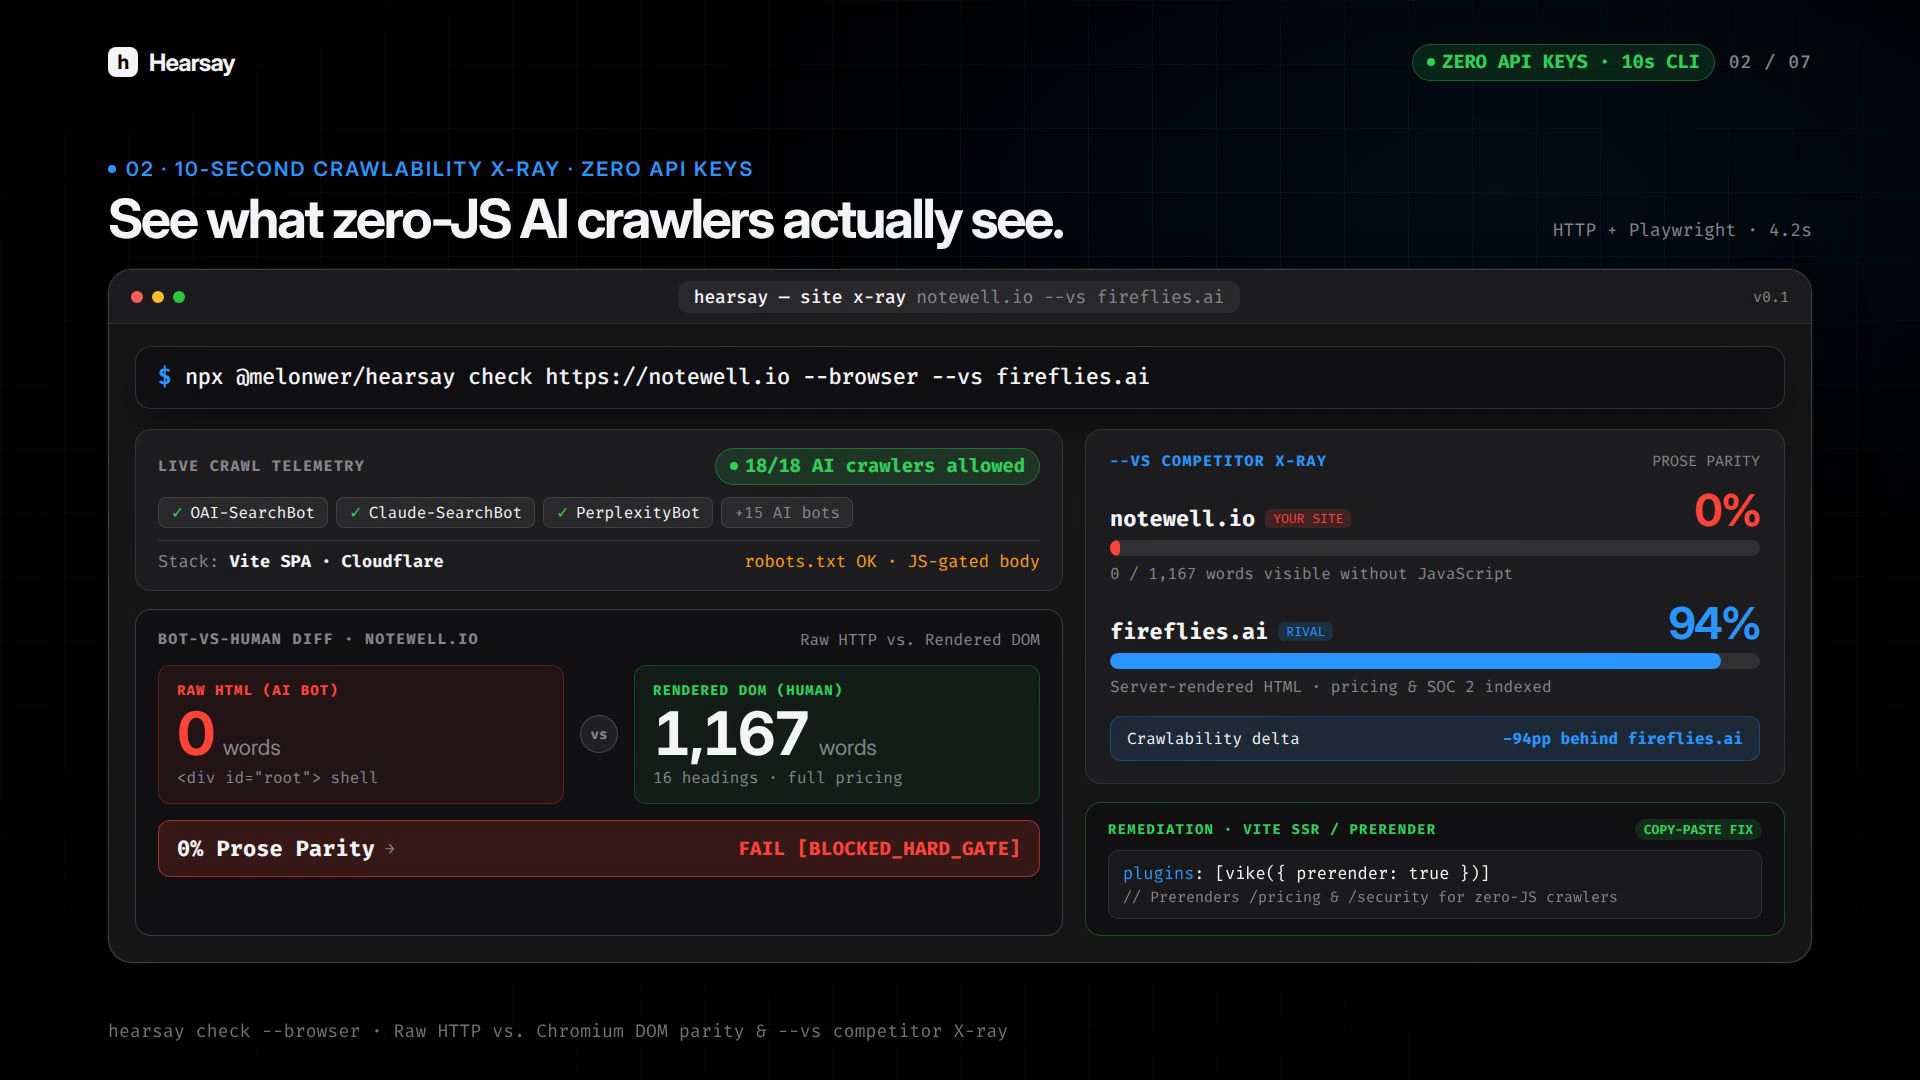 h Hearsay
ZERO API KEYS · 10s CLI
02 / 07
02 · 10-SECOND CRAWLABILITY X-RAY · ZERO API KEYS
See what zero-JS AI crawlers actually see.
HTTP + Playwright · 4.2s
hearsay — site x-ray notewell.io --vs fireflies.ai
v0.1
$ npx @melonwer/hearsay check https://notewell.io --browser --vs fireflies.ai
LIVE CRAWL TELEMETRY
18/18 AI crawlers allowed
✓ OAI-SearchBot
✓ Claude-SearchBot
✓ PerplexityBot
+15 AI bots
Stack: Vite SPA · Cloudflare
robots.txt OK · JS-gated body
BOT-VS-HUMAN DIFF · NOTEWELL.IO
Raw HTTP vs. Rendered DOM
RAW HTML (AI BOT)
0 words
<div id="root"> shell
vs
RENDERED DOM (HUMAN)
1,167 words
16 headings · full pricing
0% Prose Parity →
FAIL [BLOCKED_HARD_GATE]
--VS COMPETITOR X-RAY
PROSE PARITY
notewell.io YOUR SITE
0%
0 / 1,167 words visible without JavaScript
fireflies.ai RIVAL
94%
Server-rendered HTML · pricing & SOC 2 indexed
Crawlability delta
-94pp behind fireflies.ai
REMEDIATION · VITE SSR / PRERENDER
COPY-PASTE FIX
plugins: [vike({ prerender: true })]
// Prerenders /pricing & /security for zero-JS crawlers
hearsay check --browser · Raw HTTP vs. Chromium DOM parity & --vs competitor X-ray